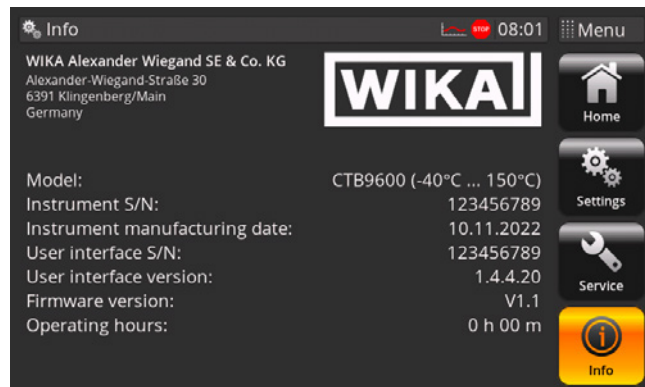 Info
STOP
08:01
Menu
WIKA Alexander Wiegand SE & Co. KG
Alexander-Wiegand-Straße 30
6391 Klingenberg/Main
Germany
WIKA
Home
Model: CTB9600 (-40°C ... 150°C)
Instrument S/N: 123456789
Settings
Instrument manufacturing date: 10.11.2022
User interface S/N: 123456789
User interface version: 1.4.4.20
Service
Firmware version: V1.1
Operating hours: 0 h 00 m
Info